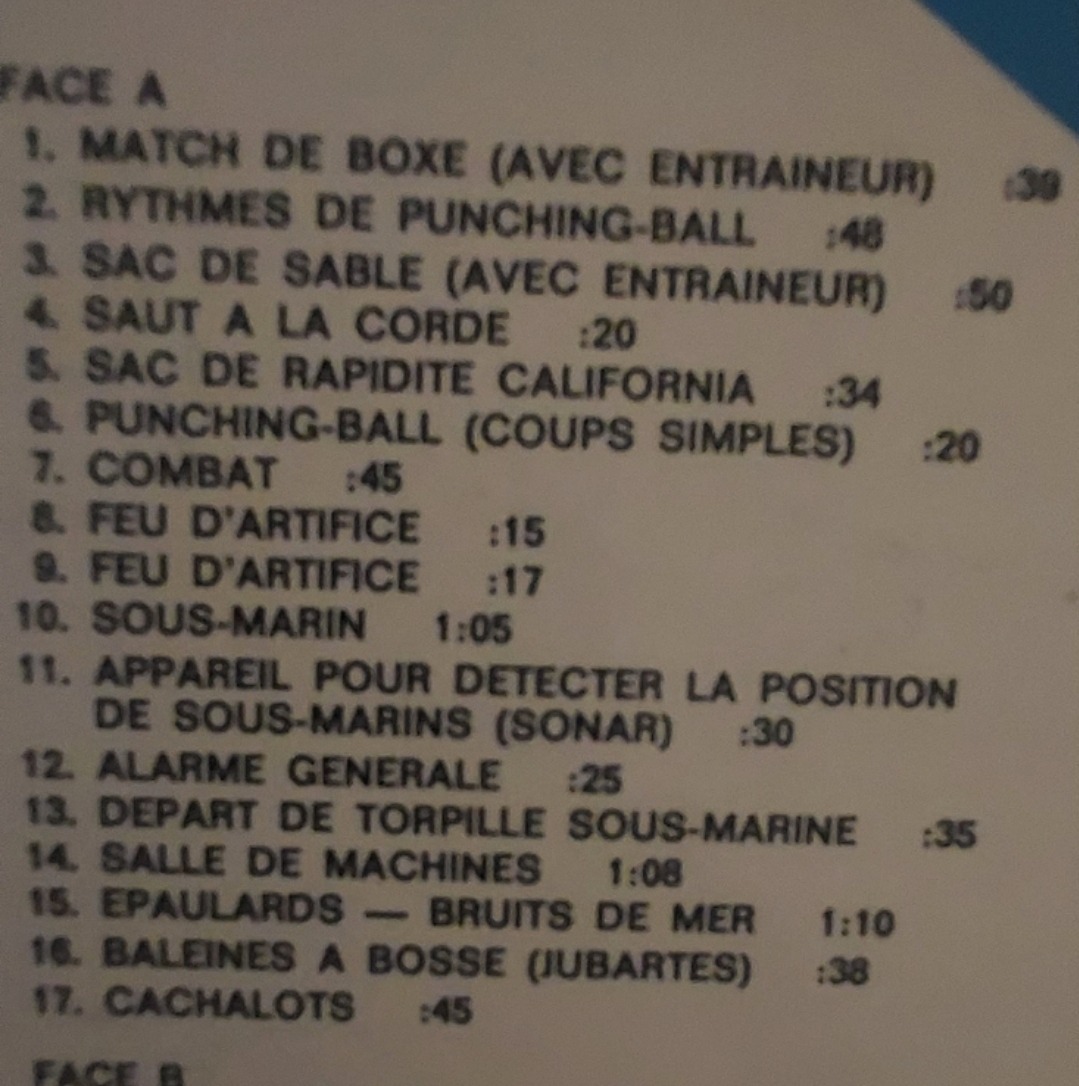 FACE A
1. MATCH DE BOXE (AVEC ENTRAINEUR) :39
2. RYTHMES DE PUNCHING-BALL :48
3. SAC DE SABLE (AVEC ENTRAINEUR) :50
4. SAUT A LA CORDE :20
5. SAC DE RAPIDITE CALIFORNIA :34
6. PUNCHING-BALL (COUPS SIMPLES) :20
7. COMBAT :45
8. FEU D'ARTIFICE :15
9. FEU D'ARTIFICE :17
10. SOUS-MARIN 1:05
11. APPAREIL POUR DETECTER LA POSITION
DE SOUS-MARINS (SONAR) :30
12. ALARME GENERALE :25
13. DEPART DE TORPILLE SOUS-MARINE :35
14. SALLE DE MACHINES 1:08
15. EPAULARDS — BRUITS DE MER 1:10
16. BALEINES A BOSSE (JUBARTES) :38
17. CACHALOTS :45
FACE B